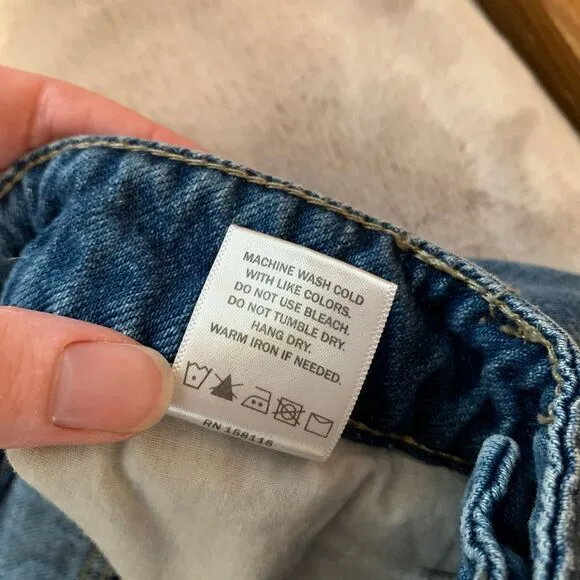 MACHINE WASH COLD
WITH LIKE COLORS.
DO NOT USE BLEACH.
DO NOT TUMBLE DRY.
HANG DRY.
WARM IRON IF NEEDED.
RN 158115